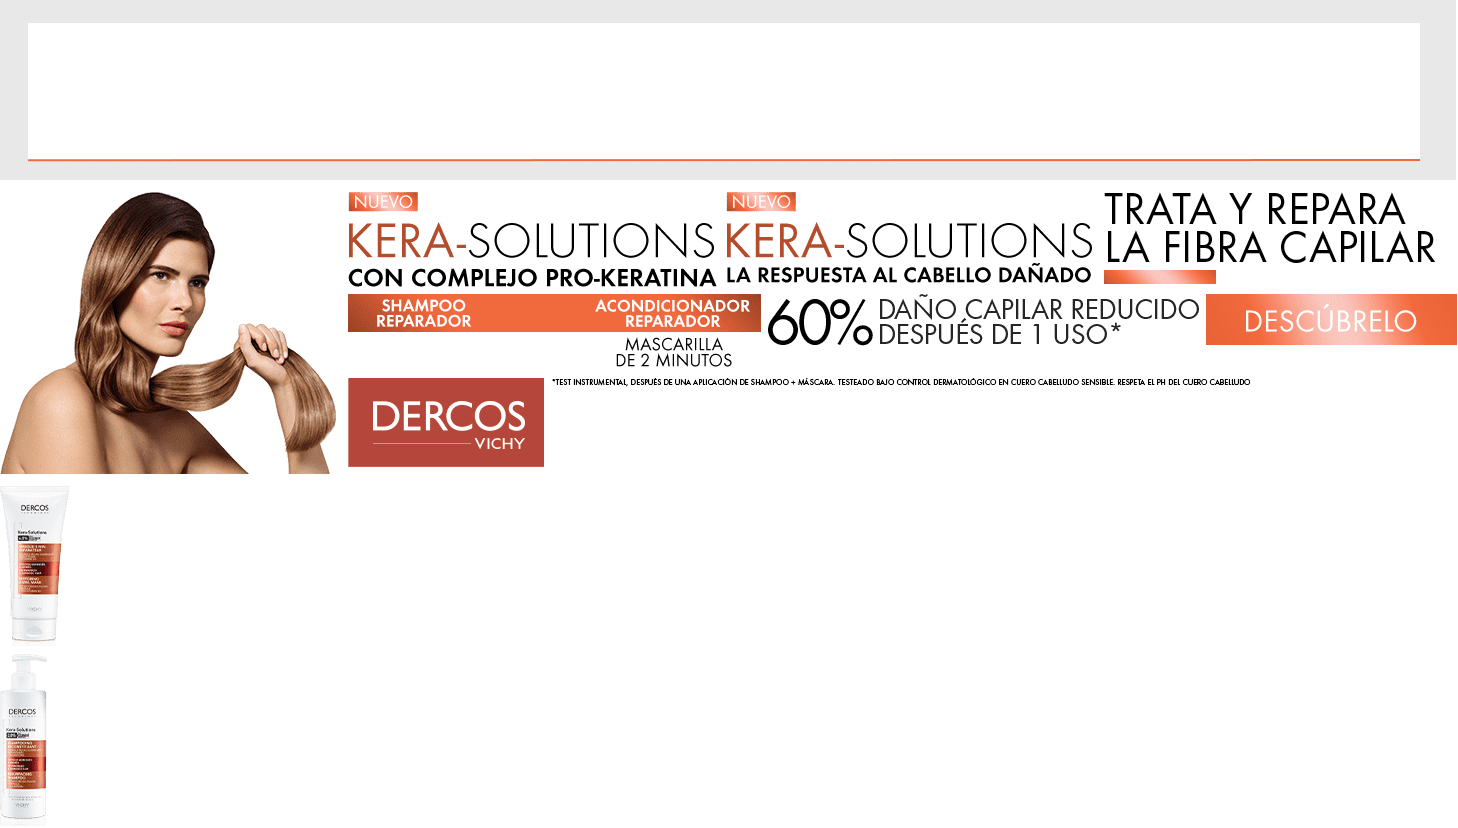 NUEVO
KERA-SOLUTIONS
CON COMPLEJO PRO-KERATINA
NUEVO
KERA-SOLUTIONS
LA RESPUESTA AL CABELLO DAÑADO
TRATA Y REPARA
LA FIBRA CAPILAR
SHAMPOO
REPARADOR
ACONDICIONADOR
REPARADOR
MASCARILLA
DE 2 MINUTOS
60%
DAÑO CAPILAR REDUCIDO
DESPUÉS DE 1 USO*
DESCÚBRELO
*TEST INSTRUMENTAL, DESPUÉS DE UNA APLICACIÓN DE SHAMPOO + MÁSCARA. TESTEADO BAJO CONTROL DERMATOLÓGICO EN CUERO CABELLUDO SENSIBLE. RESPETA EL PH DEL CUERO CABELLUDO
DERCOS
VICHY
DERCOS
Kera-Solutions
VICHY
DERCOS
Kera-Solutions
VICHY